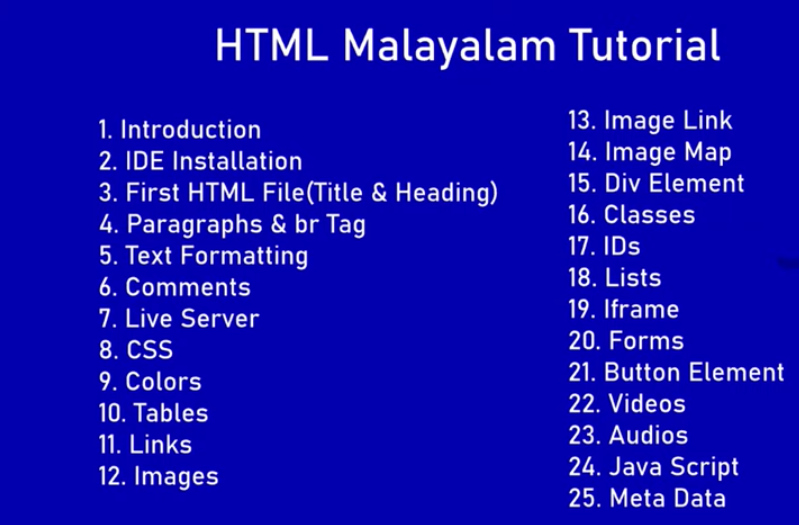 HTML Malayalam Tutorial
1. Introduction
2. IDE Installation
3. First HTML File(Title & Heading)
4. Paragraphs & br Tag
5. Text Formatting
6. Comments
7. Live Server
8. CSS
9. Colors
10. Tables
11. Links
12. Images
13. Image Link
14. Image Map
15. Div Element
16. Classes
17. IDs
18. Lists
19. Iframe
20. Forms
21. Button Element
22. Videos
23. Audios
24. Java Script
25. Meta Data